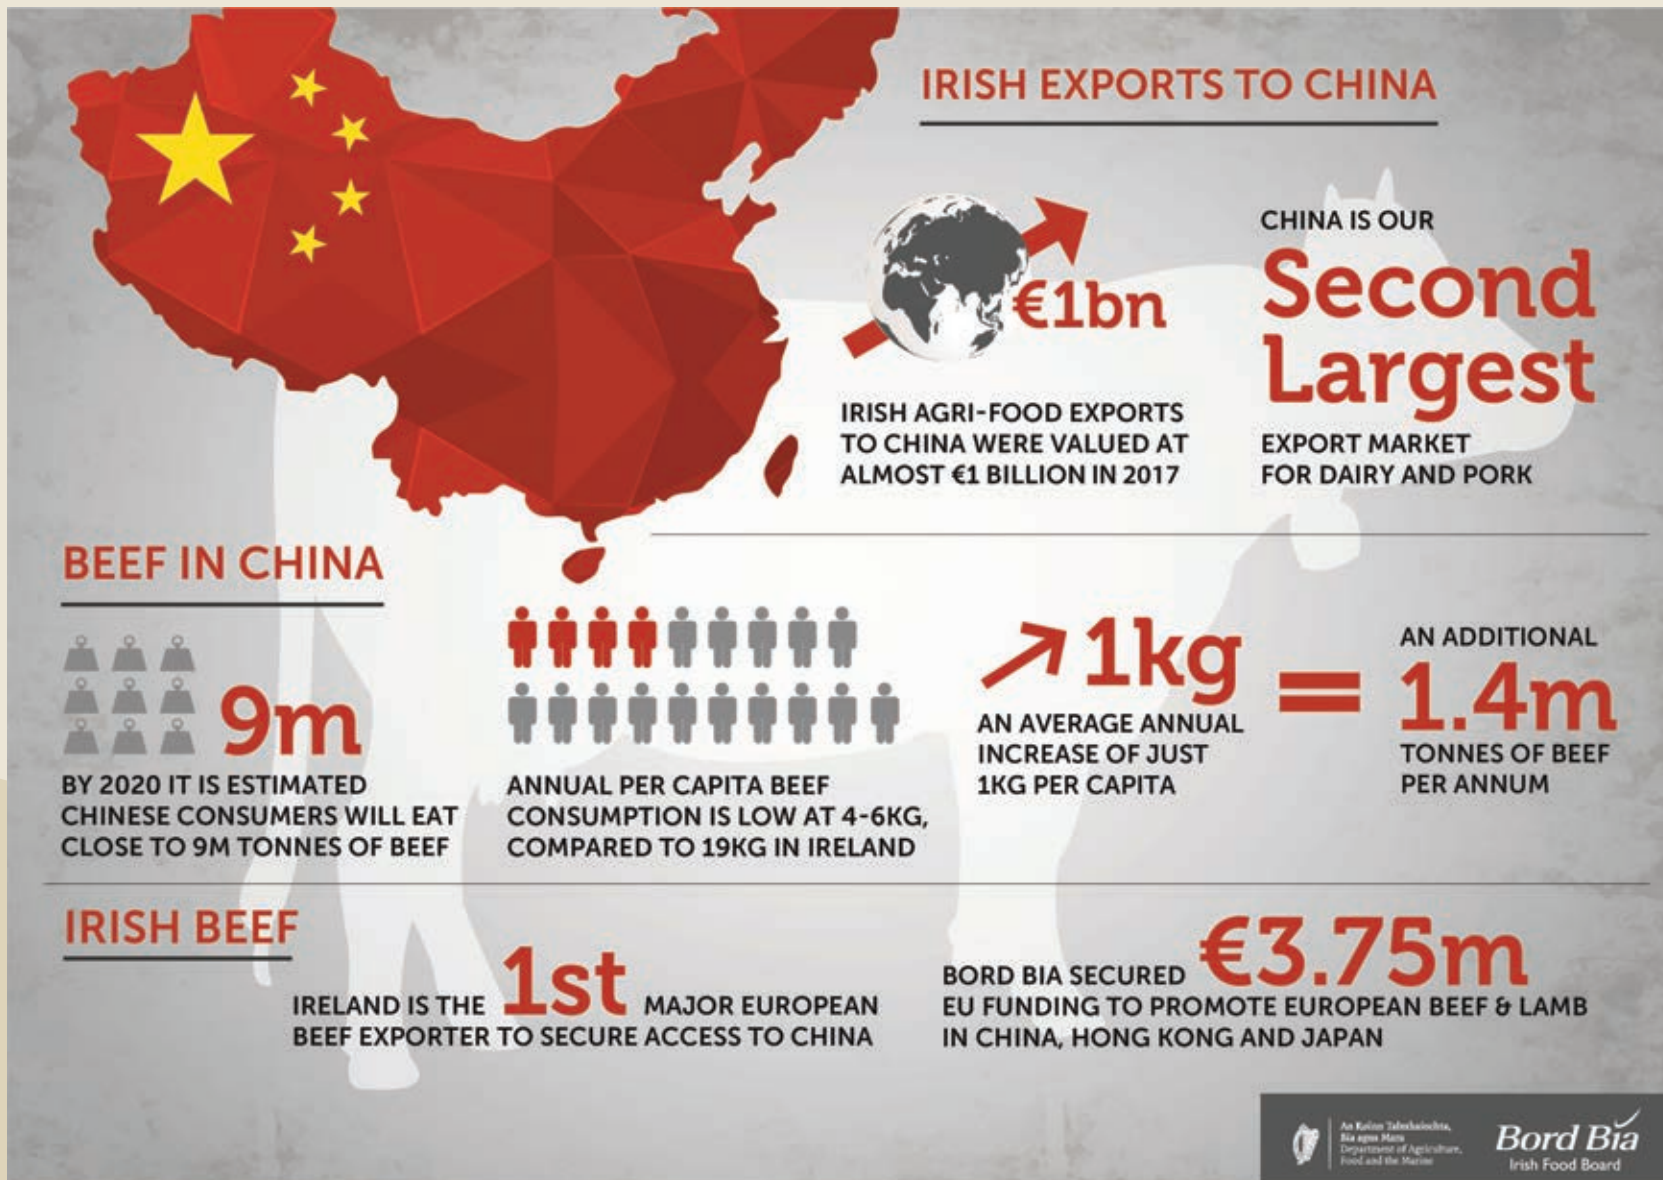 IRISH EXPORTS TO CHINA
€1bn
IRISH AGRI-FOOD EXPORTS
TO CHINA WERE VALUED AT
ALMOST €1 BILLION IN 2017
CHINA IS OUR
Second
Largest
EXPORT MARKET
FOR DAIRY AND PORK
BEEF IN CHINA
9m
BY 2020 IT IS ESTIMATED
CHINESE CONSUMERS WILL EAT
CLOSE TO 9M TONNES OF BEEF
ANNUAL PER CAPITA BEEF
CONSUMPTION IS LOW AT 4-6KG,
COMPARED TO 19KG IN IRELAND
1kg
AN AVERAGE ANNUAL
INCREASE OF JUST
1KG PER CAPITA
=
AN ADDITIONAL
1.4m
TONNES OF BEEF
PER ANNUM
IRISH BEEF
IRELAND IS THE 1st MAJOR EUROPEAN
BEEF EXPORTER TO SECURE ACCESS TO CHINA
BORD BIA SECURED €3.75m
EU FUNDING TO PROMOTE EUROPEAN BEEF & LAMB
IN CHINA, HONG KONG AND JAPAN
An Roinn Talmhaíochta,
Bia agus Mara
Department of Agriculture,
Food and the Marine
Bord Bia
Irish Food Board